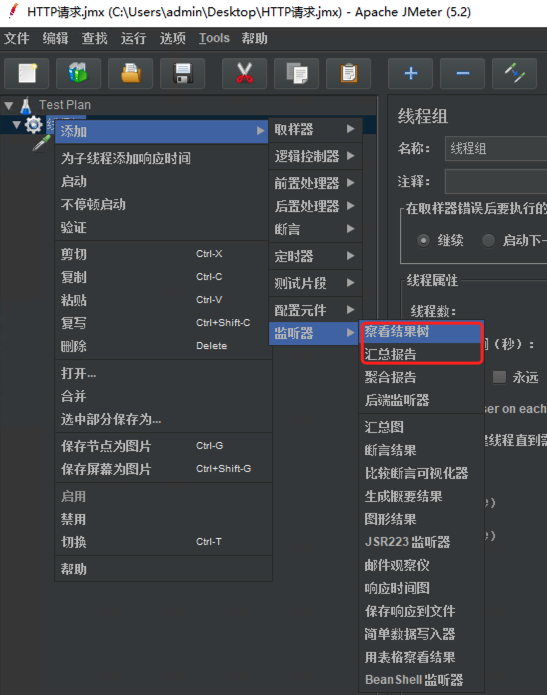 HTTP请求.jmx (C:\Users\admin\Desktop\HTTP请求.jmx) - Apache JMeter (5.2)
文件 编辑 查找 运行 选项 Tools 帮助
Test Plan
添加
为子线程添加响应时间
启动
不停顿启动
验证
剪切 Ctrl-X
复制 Ctrl-C
粘贴 Ctrl-V
复写 Ctrl+Shift-C
删除 Delete
打开...
合并
选中部分保存为...
保存节点为图片 Ctrl-G
保存屏幕为图片 Ctrl+Shift-G
启用
禁用
切换 Ctrl-T
帮助
取样器
逻辑控制器
前置处理器
后置处理器
断言
定时器
测试片段
配置元件
监听器
察看结果树
汇总报告
聚合报告
后端监听器
汇总图
断言结果
比较断言可视化器
生成概要结果
图形结果
JSR223 监听器
邮件观察仪
响应时间图
保存响应到文件
简单数据写入器
用表格察看结果
BeanShell 监听器
线程组
名称: 线程组
注释:
在取样器错误后要执行的
继续 启动下一
线程属性
线程数:
(秒):
永远
ser on each
线程直到需